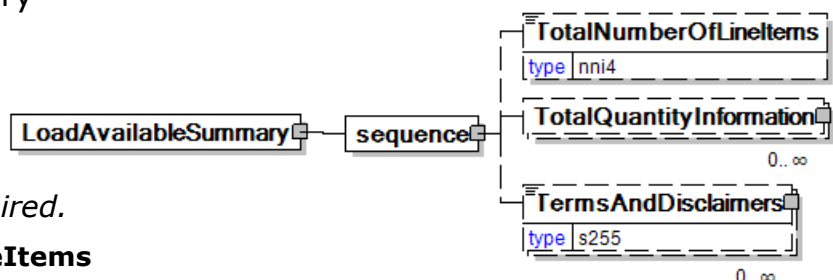 ry
TotalNumberOfLineItems
type nni4
LoadAvailableSummary
sequence
TotalQuantityInformation
0.. ∞
TermsAndDisclaimers
type s255
0.. ∞
ired.
eItems